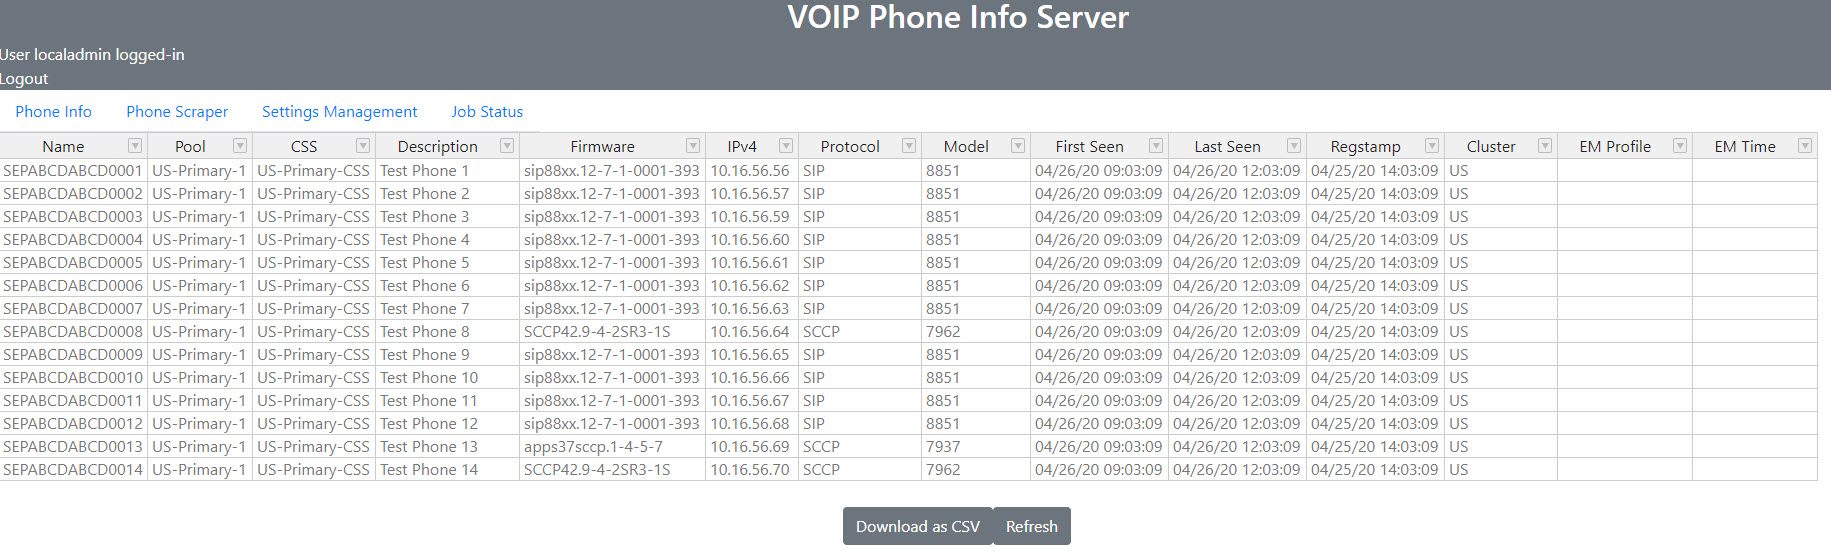 VOIP Phone Info Server
User localadmin logged-in
Logout
Phone Info Phone Scraper Settings Management Job Status
Name Pool CSS Description Firmware IPv4 Protocol Model First Seen Last Seen Regstamp Cluster EM Profile EM Time
SEPABCDABCD0001 US-Primary-1 US-Primary-CSS Test Phone 1 sip88xx.12-7-1-0001-393 10.16.56.56 SIP 8851 04/26/20 09:03:09 04/26/20 12:03:09 04/25/20 14:03:09 US
SEPABCDABCD0002 US-Primary-1 US-Primary-CSS Test Phone 2 sip88xx.12-7-1-0001-393 10.16.56.57 SIP 8851 04/26/20 09:03:09 04/26/20 12:03:09 04/25/20 14:03:09 US
SEPABCDABCD0003 US-Primary-1 US-Primary-CSS Test Phone 3 sip88xx.12-7-1-0001-393 10.16.56.59 SIP 8851 04/26/20 09:03:09 04/26/20 12:03:09 04/25/20 14:03:09 US
SEPABCDABCD0004 US-Primary-1 US-Primary-CSS Test Phone 4 sip88xx.12-7-1-0001-393 10.16.56.60 SIP 8851 04/26/20 09:03:09 04/26/20 12:03:09 04/25/20 14:03:09 US
SEPABCDABCD0005 US-Primary-1 US-Primary-CSS Test Phone 5 sip88xx.12-7-1-0001-393 10.16.56.61 SIP 8851 04/26/20 09:03:09 04/26/20 12:03:09 04/25/20 14:03:09 US
SEPABCDABCD0006 US-Primary-1 US-Primary-CSS Test Phone 6 sip88xx.12-7-1-0001-393 10.16.56.62 SIP 8851 04/26/20 09:03:09 04/26/20 12:03:09 04/25/20 14:03:09 US
SEPABCDABCD0007 US-Primary-1 US-Primary-CSS Test Phone 7 sip88xx.12-7-1-0001-393 10.16.56.63 SIP 8851 04/26/20 09:03:09 04/26/20 12:03:09 04/25/20 14:03:09 US
SEPABCDABCD0008 US-Primary-1 US-Primary-CSS Test Phone 8 SCCP42.9-4-2SR3-1S 10.16.56.64 SCCP 7962 04/26/20 09:03:09 04/26/20 12:03:09 04/25/20 14:03:09 US
SEPABCDABCD0009 US-Primary-1 US-Primary-CSS Test Phone 9 sip88xx.12-7-1-0001-393 10.16.56.65 SIP 8851 04/26/20 09:03:09 04/26/20 12:03:09 04/25/20 14:03:09 US
SEPABCDABCD0010 US-Primary-1 US-Primary-CSS Test Phone 10 sip88xx.12-7-1-0001-393 10.16.56.66 SIP 8851 04/26/20 09:03:09 04/26/20 12:03:09 04/25/20 14:03:09 US
SEPABCDABCD0011 US-Primary-1 US-Primary-CSS Test Phone 11 sip88xx.12-7-1-0001-393 10.16.56.67 SIP 8851 04/26/20 09:03:09 04/26/20 12:03:09 04/25/20 14:03:09 US
SEPABCDABCD0012 US-Primary-1 US-Primary-CSS Test Phone 12 sip88xx.12-7-1-0001-393 10.16.56.68 SIP 8851 04/26/20 09:03:09 04/26/20 12:03:09 04/25/20 14:03:09 US
SEPABCDABCD0013 US-Primary-1 US-Primary-CSS Test Phone 13 apps37sccp.1-4-5-7 10.16.56.69 SCCP 7937 04/26/20 09:03:09 04/26/20 12:03:09 04/25/20 14:03:09 US
SEPABCDABCD0014 US-Primary-1 US-Primary-CSS Test Phone 14 SCCP42.9-4-2SR3-1S 10.16.56.70 SCCP 7962 04/26/20 09:03:09 04/26/20 12:03:09 04/25/20 14:03:09 US
Download as CSV Refresh